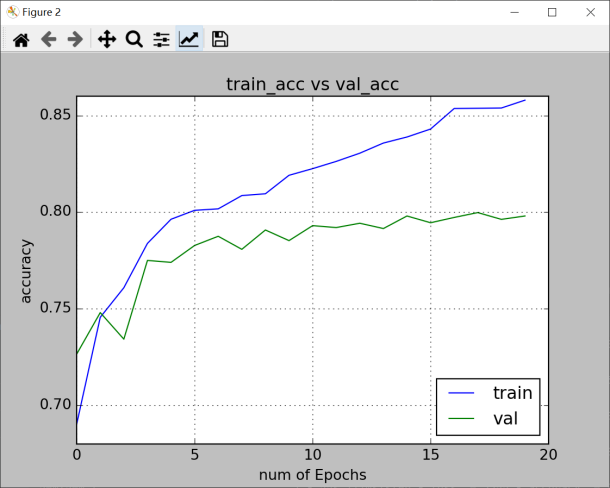 Figure 2
train_acc vs val_acc
0.85
0.80
0.75
0.70
accuracy
train
val
0 5 10 15 20
num of Epochs